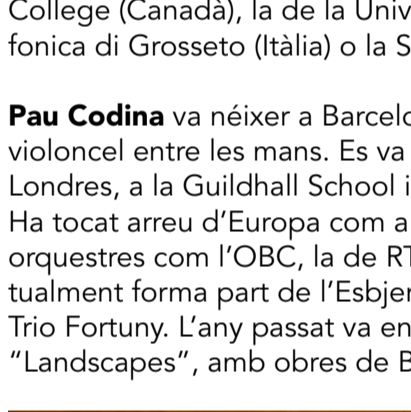 College (Canadà), la de la Univ
fonica di Grosseto (Itàlia) o la S
Pau Codina va néixer a Barcelo
violoncel entre les mans. Es va
Londres, a la Guildhall School i
Ha tocat arreu d’Europa com a
orquestres com l’OBC, la de RT
tualment forma part de l’Esbjer
Trio Fortuny. L’any passat va en
“Landscapes”, amb obres de B